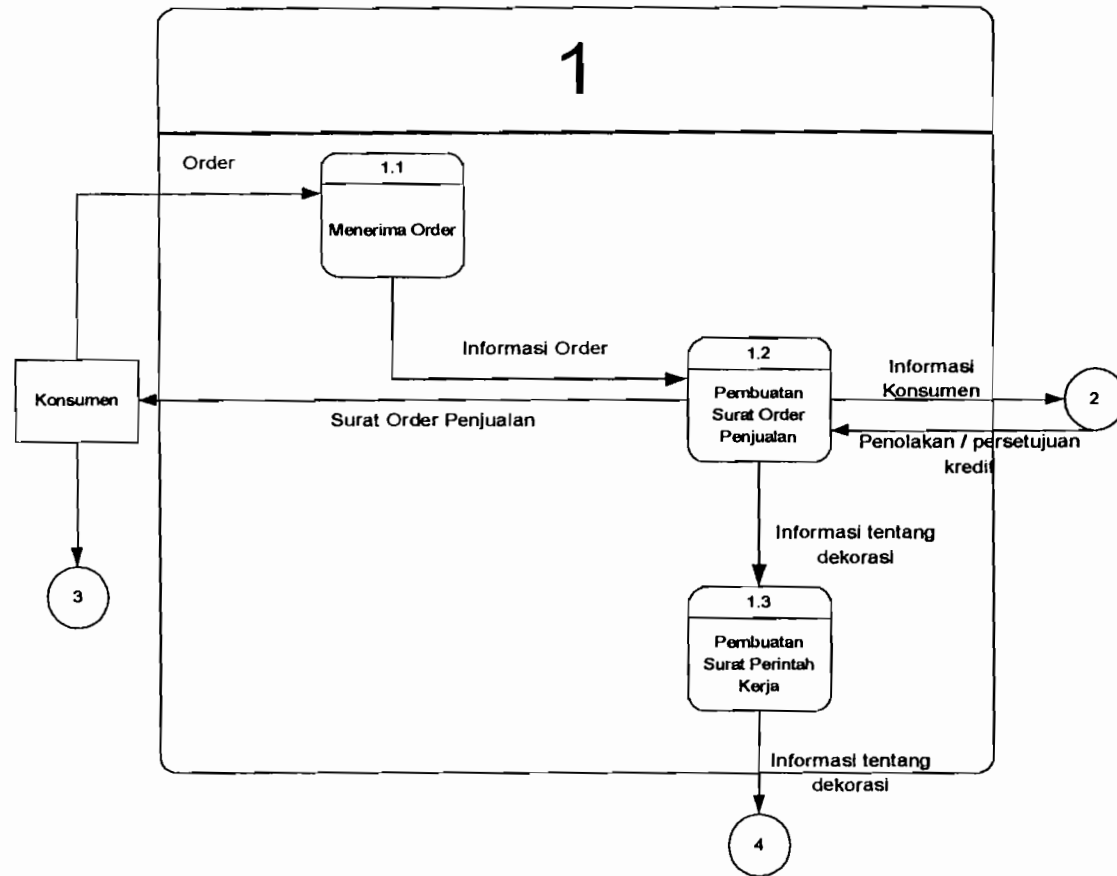 1
Order
1.1
Menerima Order
Informasi Order
1.2
Pembuatan
Surat Order
Penjualan
Informasi
Konsumen
2
Konsumen
Surat Order Penjualan
Penolakan / persetujuan
kredit
Informasi tentang
dekorasi
3
1.3
Pembuatan
Surat Perintah
Kerja
Informasi tentang
dekorasi
4